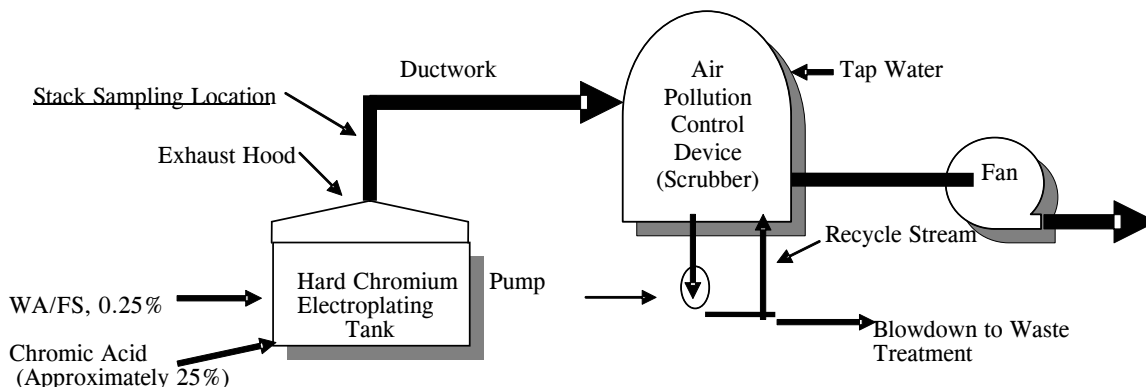 Ductwork
Stack Sampling Location
Exhaust Hood
Air
Pollution
Control
Device
(Scrubber)
Tap Water
Fan
Recycle Stream
Hard Chromium
Electroplating
Tank
Pump
WA/FS, 0.25%
Chromic Acid
(Approximately 25%)
Blowdown to Waste
Treatment